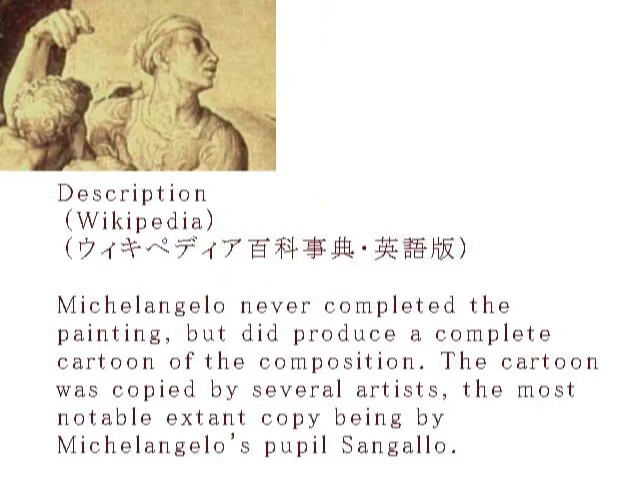 Description
（Wikipedia）
（ウィキペディア百科事典・英語版）
Michelangelo never completed the
painting, but did produce a complete
cartoon of the composition. The cartoon
was copied by several artists, the most
notable extant copy being by
Michelangelo's pupil Sangallo.